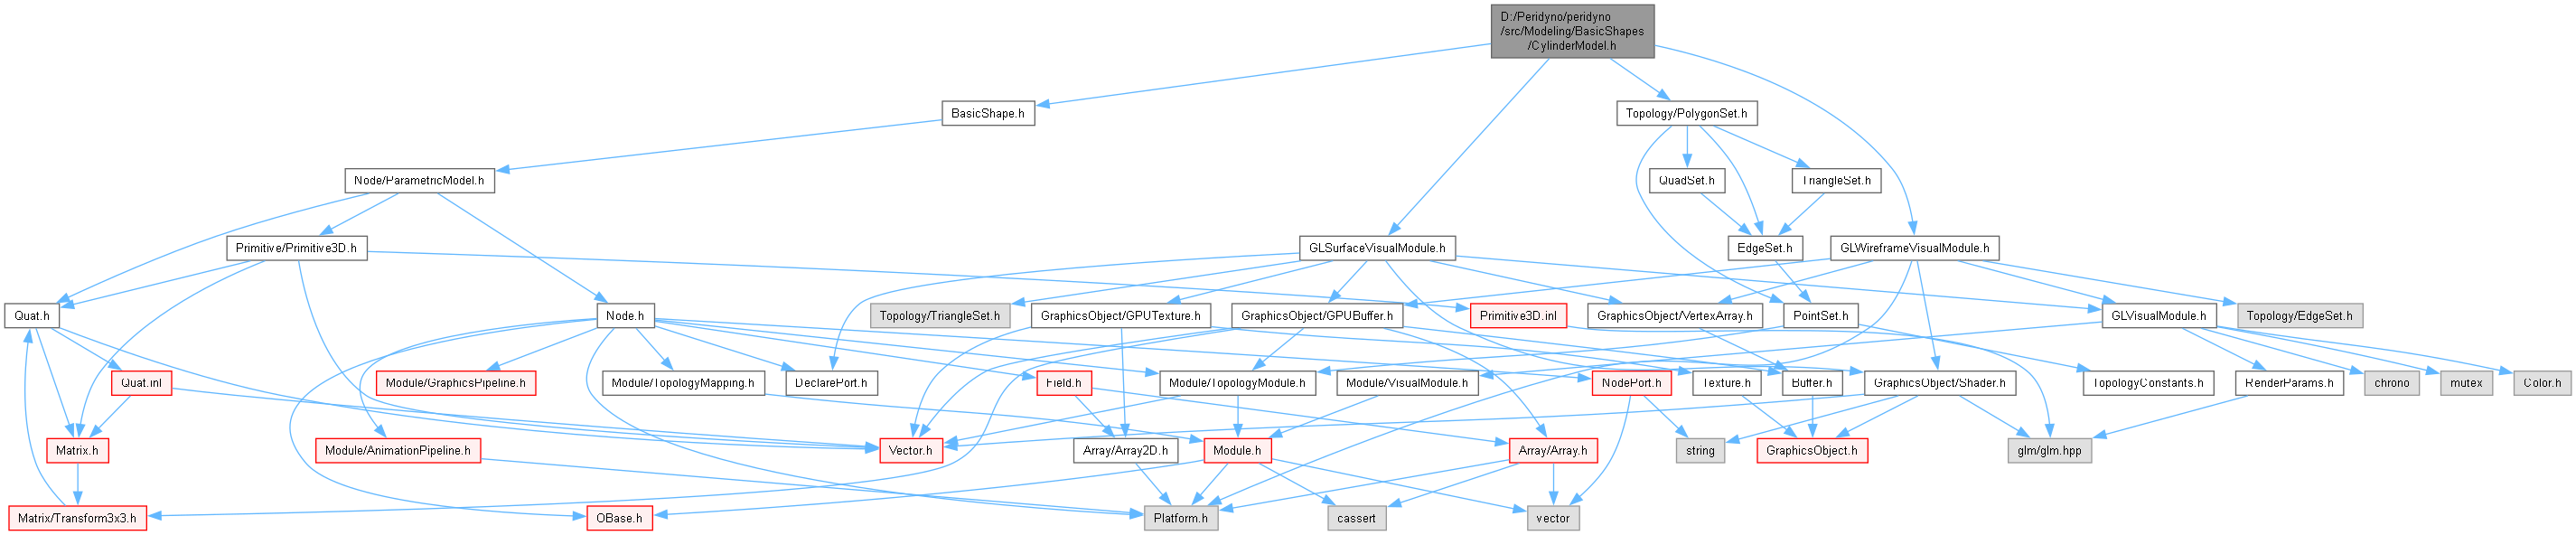 D:/Peridyno/peridyno
/src/Modeling/BasicShapes
/CylinderModel.h
BasicShape.h
Topology/PolygonSet.h
Node/ParametricModel.h
QuadSet.h
TriangleSet.h
Primitive/Primitive3D.h
GLSurfaceVisualModule.h
EdgeSet.h
GLWireframeVisualModule.h
Quat.h
Node.h
Topology/TriangleSet.h
GraphicsObject/GPUTexture.h
GraphicsObject/GPUBuffer.h
Primitive3D.inl
GraphicsObject/VertexArray.h
PointSet.h
GLVisualModule.h
Topology/EdgeSet.h
Quat.inl
Module/GraphicsPipeline.h
Module/TopologyMapping.h
DeclarePort.h
Field.h
Module/TopologyModule.h
Module/VisualModule.h
NodePort.h
Texture.h
Buffer.h
GraphicsObject/Shader.h
TopologyConstants.h
RenderParams.h
chrono
mutex
Color.h
Matrix.h
Module/AnimationPipeline.h
Vector.h
Array/Array2D.h
Module.h
Array/Array.h
string
GraphicsObject.h
glm/glm.hpp
Matrix/Transform3x3.h
OBase.h
Platform.h
cassert
vector